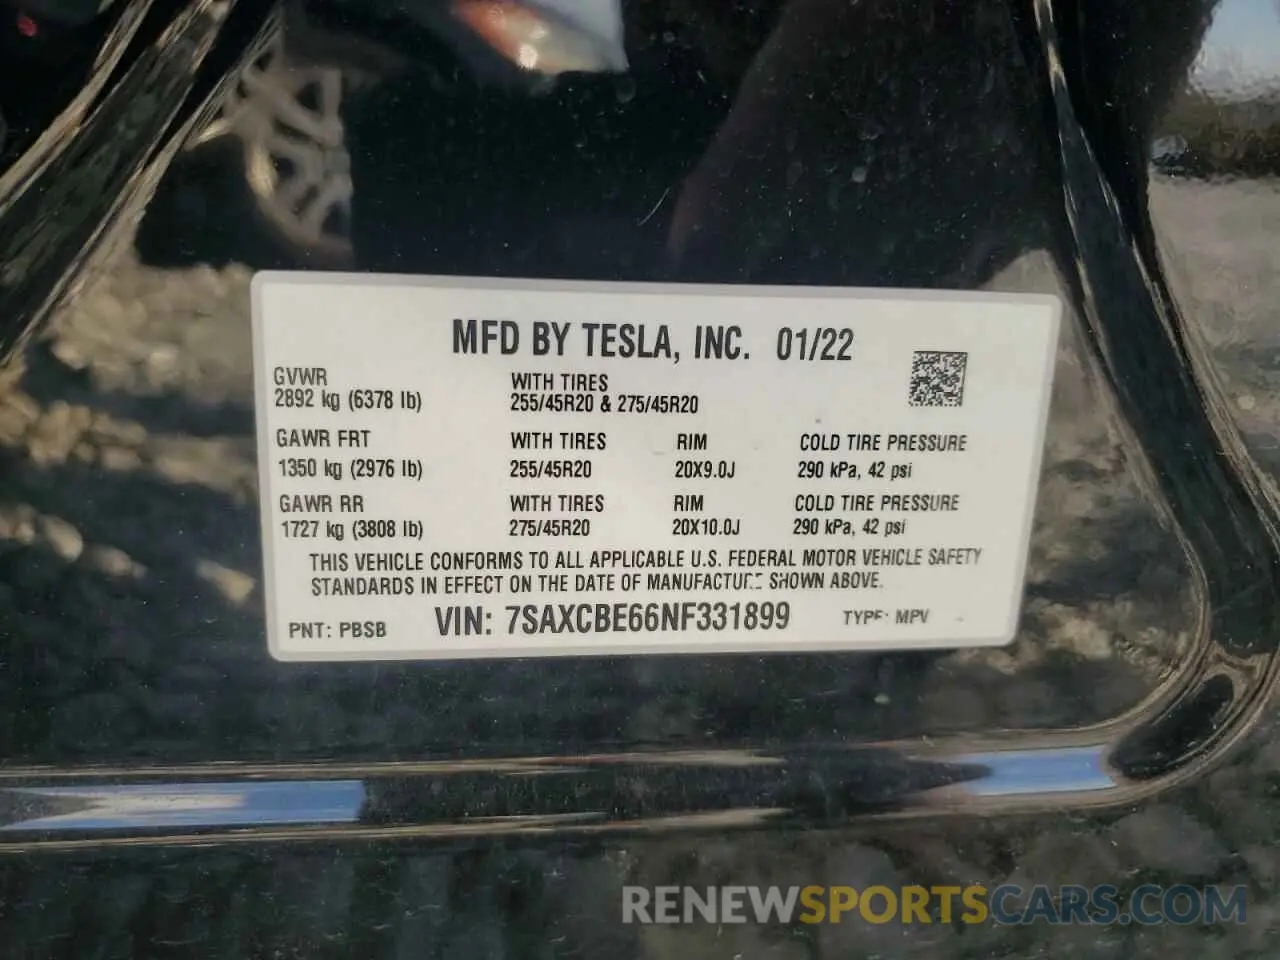 MFD BY TESLA, INC. 01/22
GVWR WITH TIRES
2892 kg (6378 lb) 255/45R20 & 275/45R20
GAWR FRT WITH TIRES RIM COLD TIRE PRESSURE
1350 kg (2976 lb) 255/45R20 20X9.0J 290 kPa, 42 psi
GAWR RR WITH TIRES RIM COLD TIRE PRESSURE
1727 kg (3808 lb) 275/45R20 20X10.0J 290 kPa, 42 psi
THIS VEHICLE CONFORMS TO ALL APPLICABLE U.S. FEDERAL MOTOR VEHICLE SAFETY
STANDARDS IN EFFECT ON THE DATE OF MANUFACTURE SHOWN ABOVE.
PNT: PBSB VIN: 7SAXCBE66NF331899 TYPE: MPV
RENEWSPORTSCARS.COM